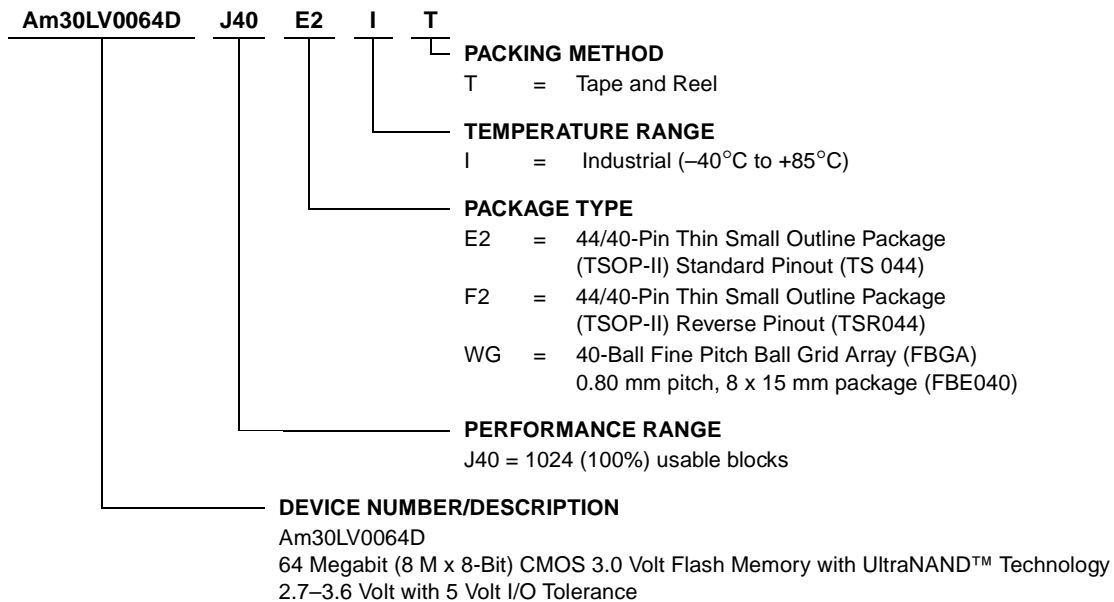 Am30LV0064D J40 E2 I T
PACKING METHOD
T = Tape and Reel
TEMPERATURE RANGE
I = Industrial (–40°C to +85°C)
PACKAGE TYPE
E2 = 44/40-Pin Thin Small Outline Package
(TSOP-II) Standard Pinout (TS 044)
F2 = 44/40-Pin Thin Small Outline Package
(TSOP-II) Reverse Pinout (TSR044)
WG = 40-Ball Fine Pitch Ball Grid Array (FBGA)
0.80 mm pitch, 8 x 15 mm package (FBE040)
PERFORMANCE RANGE
J40 = 1024 (100%) usable blocks
DEVICE NUMBER/DESCRIPTION
Am30LV0064D
64 Megabit (8 M x 8-Bit) CMOS 3.0 Volt Flash Memory with UltraNAND™ Technology
2.7–3.6 Volt with 5 Volt I/O Tolerance